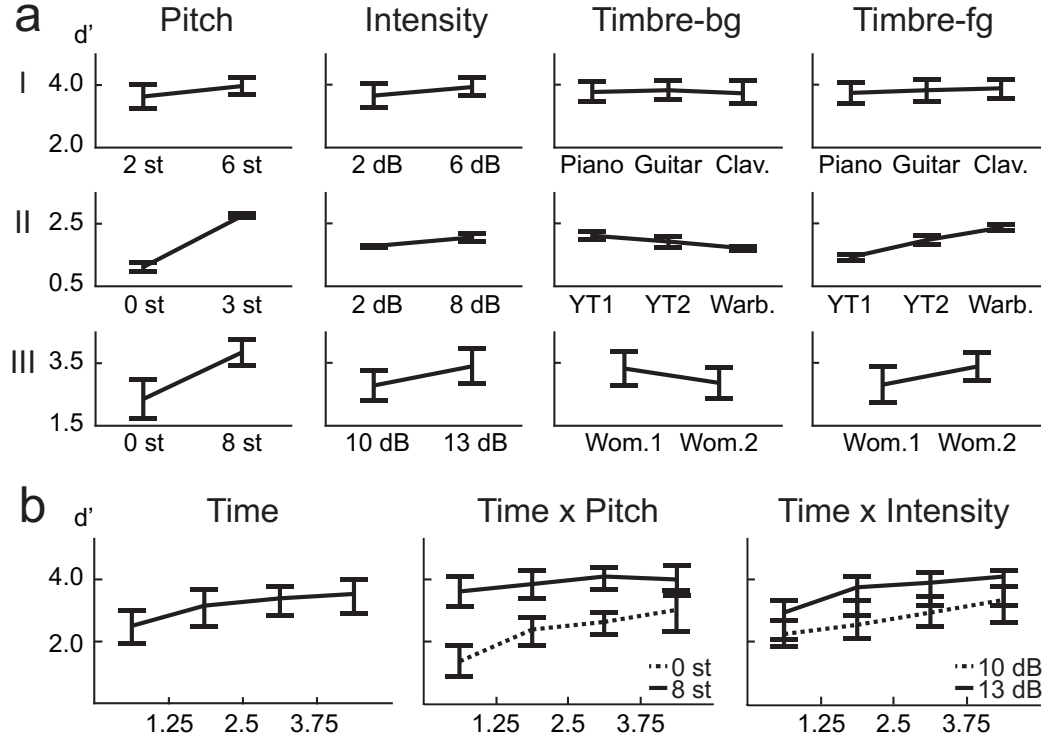 a Pitch Intensity Timbre-bg Timbre-fg
d’
I 4.0
2.0
2 st 6 st 2 dB 6 dB Piano Guitar Clav. Piano Guitar Clav.
II 2.5
0.5
0 st 3 st 2 dB 8 dB YT1 YT2 Warb. YT1 YT2 Warb.
III 3.5
1.5
0 st 8 st 10 dB 13 dB Wom.1 Wom.2 Wom.1 Wom.2
b Time Time x Pitch Time x Intensity
d’
4.0
2.0
0 st 10 dB
8 st 13 dB
1.25 2.5 3.75 1.25 2.5 3.75 1.25 2.5 3.75